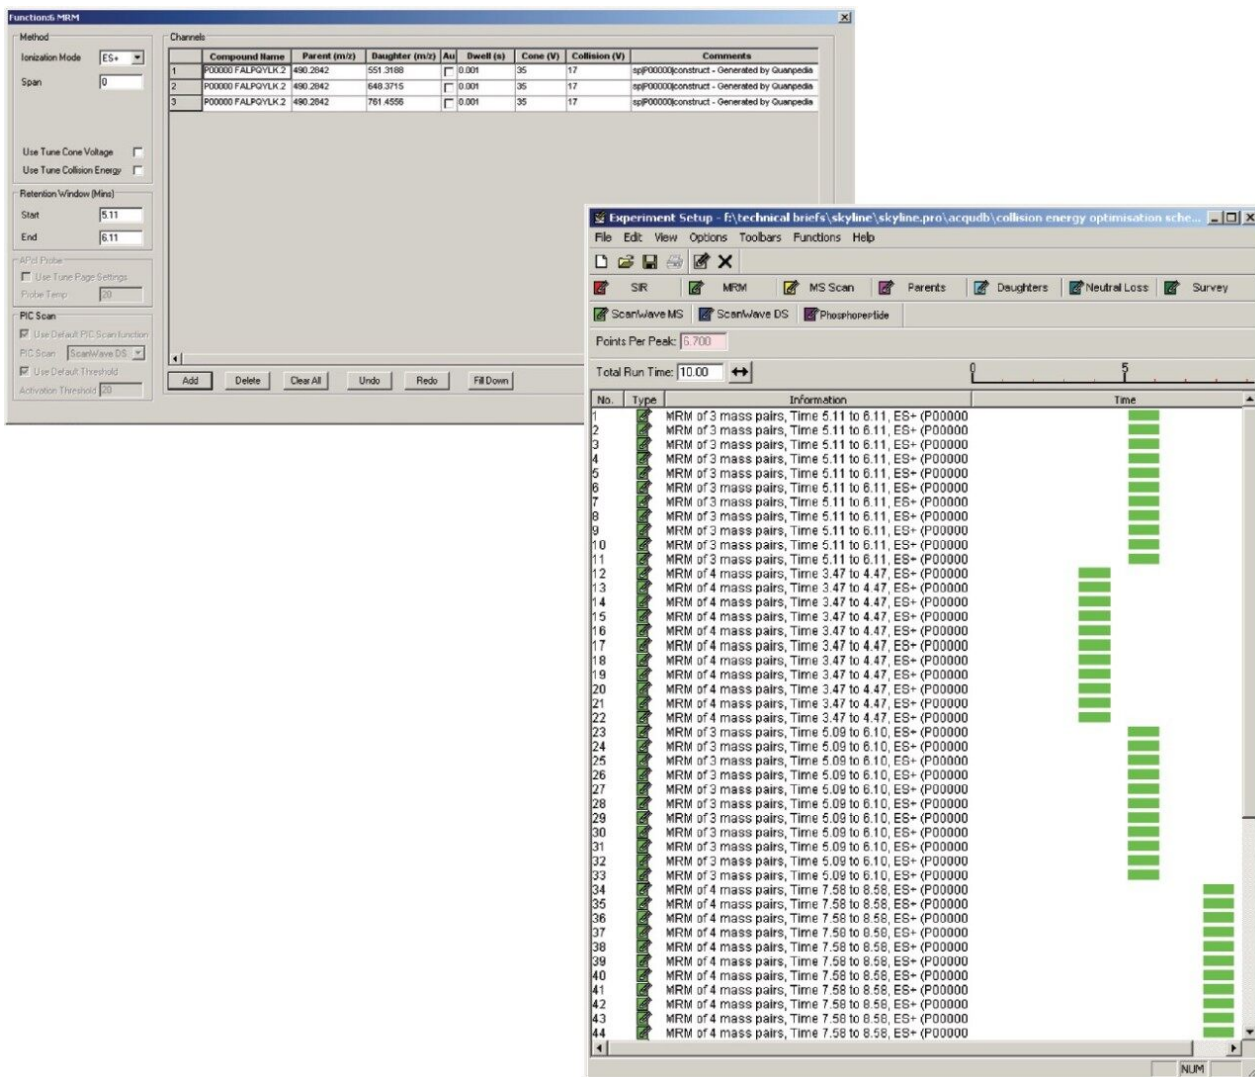 Function:6 MRM
Method
Ionization Mode ES+
Span 0
Use Tune Cone Voltage
Use Tune Collision Energy
Retention Window (Mins)
Start 5.11
End 6.11
APcI Probe
Use Tune Page Settings
Probe Temp 20
PIC Scan
Use Default PIC Scan function
PIC Scan ScanWave DS
Use Default Threshold
Activation Threshold 20
Channels
Compound Name Parent (m/z) Daughter (m/z) Au Dwell (s) Cone (V) Collision (V) Comments
1 P00000 FALPQYLK.2 490.2842 551.3188 0.001 35 17 sp|P00000|construct - Generated by Quanpedia
2 P00000 FALPQYLK.2 490.2842 648.3715 0.001 35 17 sp|P00000|construct - Generated by Quanpedia
3 P00000 FALPQYLK.2 490.2842 761.4556 0.001 35 17 sp|P00000|construct - Generated by Quanpedia
Add Delete Clear All Undo Redo Fill Down
Experiment Setup - f:\technical briefs\skyline\skyline.pro\acqudb\collision energy optimisation sche...
File Edit View Options Toolbars Functions Help
SIR MRM MS Scan Parents Daughters Neutral Loss Survey
ScanWave MS ScanWave DS Phosphopeptide
Points Per Peak: 6.700
Total Run Time: 10.00 0 5
No. Type Information Time
1 MRM of 3 mass pairs, Time 5.11 to 6.11, ES+ (P00000
2 MRM of 3 mass pairs, Time 5.11 to 6.11, ES+ (P00000
3 MRM of 3 mass pairs, Time 5.11 to 6.11, ES+ (P00000
4 MRM of 3 mass pairs, Time 5.11 to 6.11, ES+ (P00000
5 MRM of 3 mass pairs, Time 5.11 to 6.11, ES+ (P00000
6 MRM of 3 mass pairs, Time 5.11 to 6.11, ES+ (P00000
7 MRM of 3 mass pairs, Time 5.11 to 6.11, ES+ (P00000
8 MRM of 3 mass pairs, Time 5.11 to 6.11, ES+ (P00000
9 MRM of 3 mass pairs, Time 5.11 to 6.11, ES+ (P00000
10 MRM of 3 mass pairs, Time 5.11 to 6.11, ES+ (P00000
11 MRM of 3 mass pairs, Time 5.11 to 6.11, ES+ (P00000
12 MRM of 4 mass pairs, Time 3.47 to 4.47, ES+ (P00000
13 MRM of 4 mass pairs, Time 3.47 to 4.47, ES+ (P00000
14 MRM of 4 mass pairs, Time 3.47 to 4.47, ES+ (P00000
15 MRM of 4 mass pairs, Time 3.47 to 4.47, ES+ (P00000
16 MRM of 4 mass pairs, Time 3.47 to 4.47, ES+ (P00000
17 MRM of 4 mass pairs, Time 3.47 to 4.47, ES+ (P00000
18 MRM of 4 mass pairs, Time 3.47 to 4.47, ES+ (P00000
19 MRM of 4 mass pairs, Time 3.47 to 4.47, ES+ (P00000
20 MRM of 4 mass pairs, Time 3.47 to 4.47, ES+ (P00000
21 MRM of 4 mass pairs, Time 3.47 to 4.47, ES+ (P00000
22 MRM of 4 mass pairs, Time 3.47 to 4.47, ES+ (P00000
23 MRM of 3 mass pairs, Time 5.09 to 6.10, ES+ (P00000
24 MRM of 3 mass pairs, Time 5.09 to 6.10, ES+ (P00000
25 MRM of 3 mass pairs, Time 5.09 to 6.10, ES+ (P00000
26 MRM of 3 mass pairs, Time 5.09 to 6.10, ES+ (P00000
27 MRM of 3 mass pairs, Time 5.09 to 6.10, ES+ (P00000
28 MRM of 3 mass pairs, Time 5.09 to 6.10, ES+ (P00000
29 MRM of 3 mass pairs, Time 5.09 to 6.10, ES+ (P00000
30 MRM of 3 mass pairs, Time 5.09 to 6.10, ES+ (P00000
31 MRM of 3 mass pairs, Time 5.09 to 6.10, ES+ (P00000
32 MRM of 3 mass pairs, Time 5.09 to 6.10, ES+ (P00000
33 MRM of 3 mass pairs, Time 5.09 to 6.10, ES+ (P00000
34 MRM of 4 mass pairs, Time 7.58 to 8.58, ES+ (P00000
35 MRM of 4 mass pairs, Time 7.58 to 8.58, ES+ (P00000
36 MRM of 4 mass pairs, Time 7.58 to 8.58, ES+ (P00000
37 MRM of 4 mass pairs, Time 7.58 to 8.58, ES+ (P00000
38 MRM of 4 mass pairs, Time 7.58 to 8.58, ES+ (P00000
39 MRM of 4 mass pairs, Time 7.58 to 8.58, ES+ (P00000
40 MRM of 4 mass pairs, Time 7.58 to 8.58, ES+ (P00000
41 MRM of 4 mass pairs, Time 7.58 to 8.58, ES+ (P00000
42 MRM of 4 mass pairs, Time 7.58 to 8.58, ES+ (P00000
43 MRM of 4 mass pairs, Time 7.58 to 8.58, ES+ (P00000
44 MRM of 4 mass pairs, Time 7.58 to 8.58, ES+ (P00000
NUM